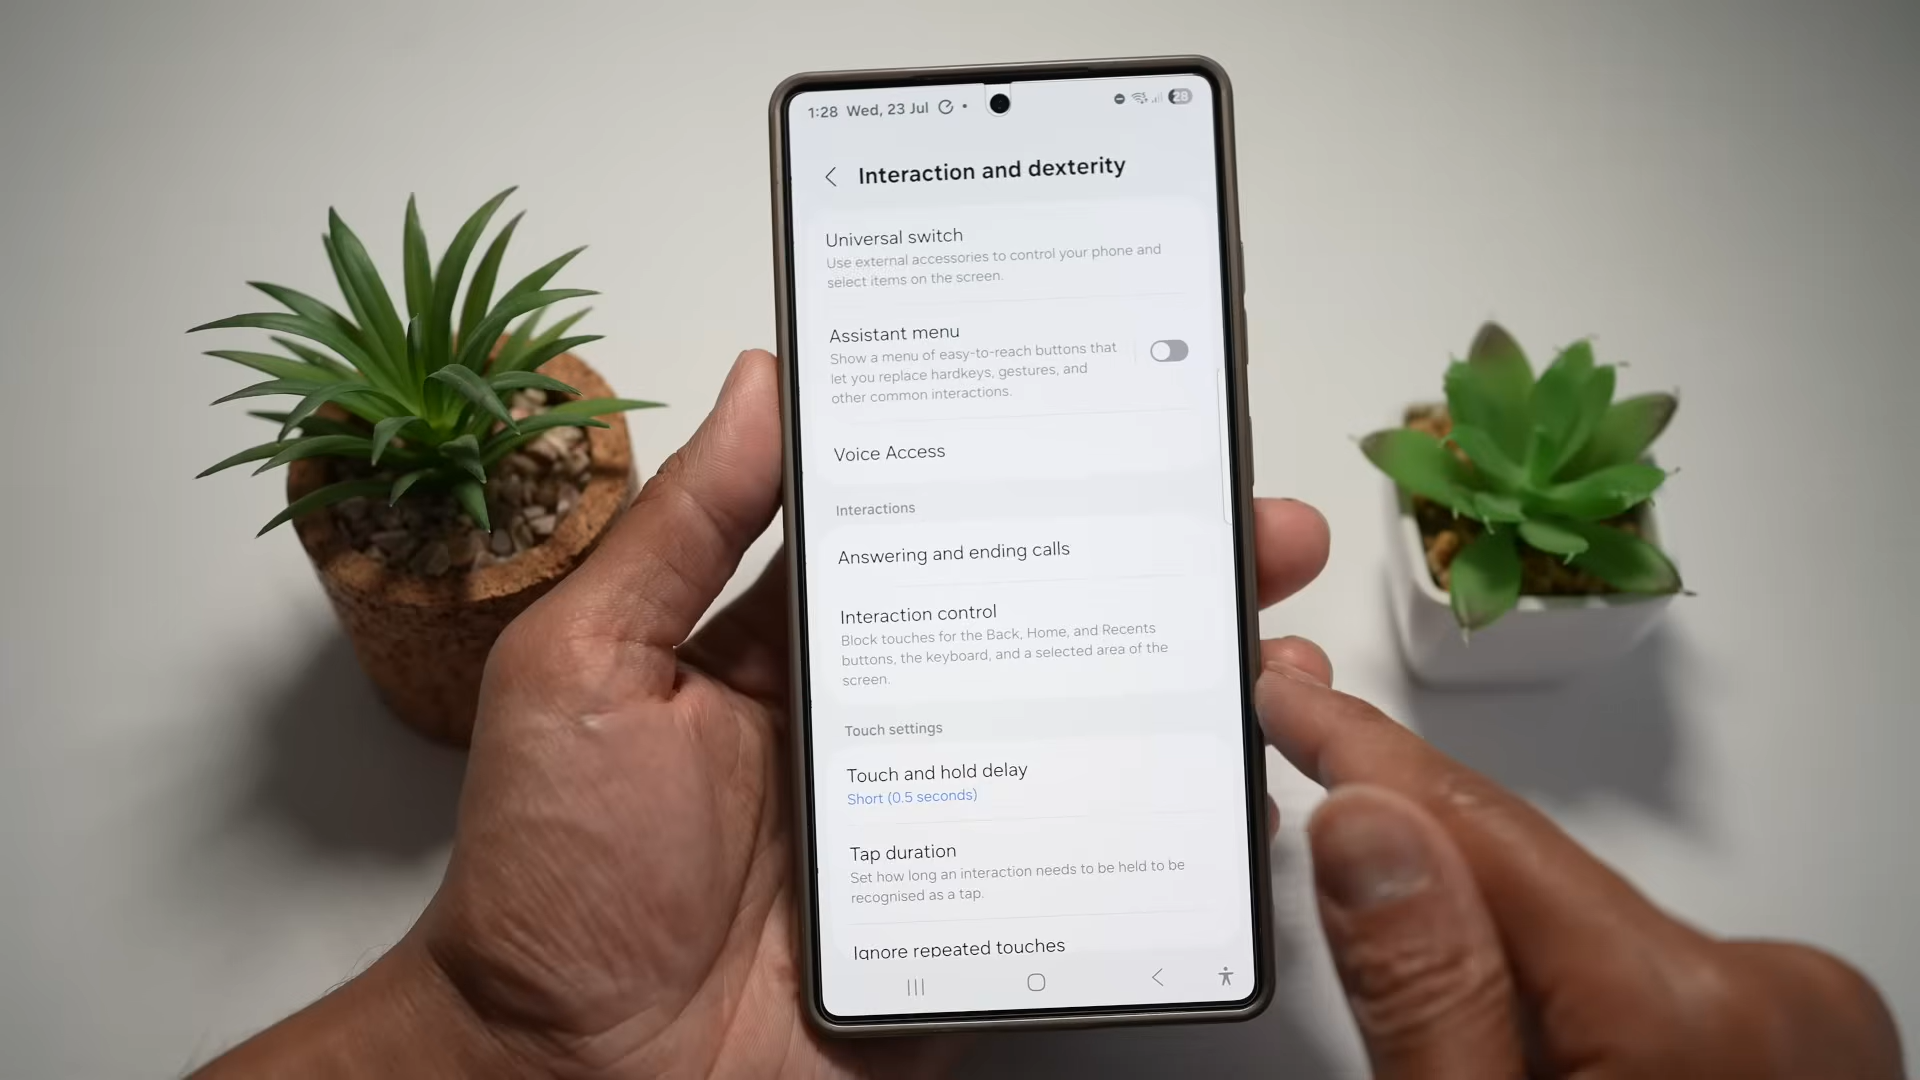 1:28 Wed, 23 Jul
28
Interaction and dexterity
Universal switch
Use external accessories to control your phone and
select items on the screen.
Assistant menu
Show a menu of easy-to-reach buttons that
let you replace hardkeys, gestures, and
other common interactions.
Voice Access
Interactions
Answering and ending calls
Interaction control
Block touches for the Back, Home, and Recents
buttons, the keyboard, and a selected area of the
screen.
Touch settings
Touch and hold delay
Short (0.5 seconds)
Tap duration
Set how long an interaction needs to be held to be
recognised as a tap.
Ignore repeated touches